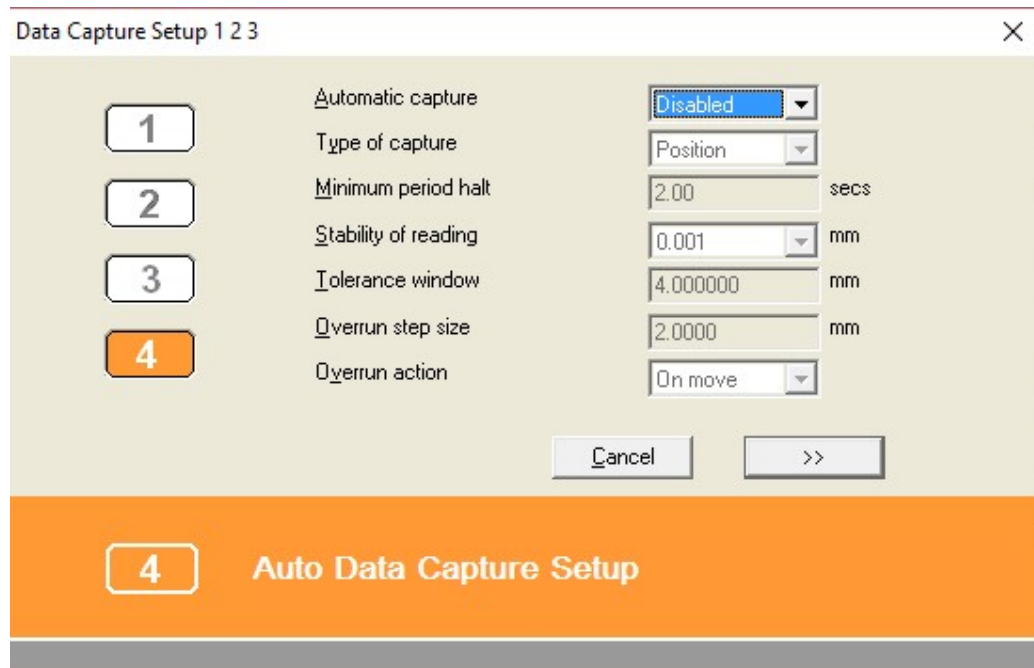 Data Capture Setup 1 2 3
1
2
3
4
Automatic capture Disabled
Type of capture Position
Minimum period halt 2.00 secs
Stability of reading 0.001 mm
Tolerance window 4.000000 mm
Overrun step size 2.0000 mm
Overrun action On move
Cancel >>
4 Auto Data Capture Setup